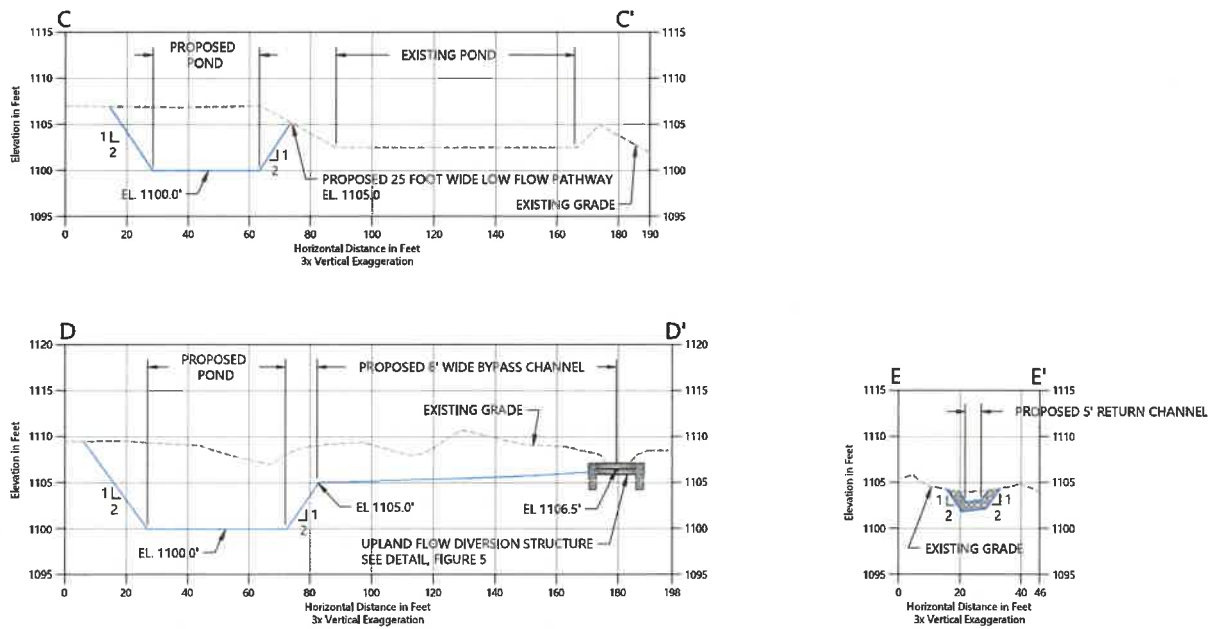 C
C'
1115
1110
1105
1100
1095
Elevation in Feet
PROPOSED
POND
EXISTING POND
1
2
1
2
EL. 1100.0'
PROPOSED 25 FOOT WIDE LOW FLOW PATHWAY
EL. 1105.0
EXISTING GRADE
1115
1110
1105
1100
1095
0 20 40 60 80 100 120 140 160 180 190
Horizontal Distance in Feet
3x Vertical Exaggeration
D
D'
1120
1115
1110
1105
1100
1095
Elevation in Feet
PROPOSED
POND
PROPOSED 6' WIDE BYPASS CHANNEL
EXISTING GRADE
1
2
1
2
EL. 1105.0'
EL 1106.5'
EL. 1100.0'
UPLAND FLOW DIVERSION STRUCTURE
SEE DETAIL, FIGURE 5
1120
1115
1110
1105
1100
1095
0 20 40 60 80 100 120 140 160 180 198
Horizontal Distance in Feet
3x Vertical Exaggeration
E
E'
1115
1110
1105
1100
1095
Elevation in Feet
PROPOSED 5' RETURN CHANNEL
1
2
1
2
EXISTING GRADE
1115
1110
1105
1100
1095
0 20 40 46
Horizontal Distance in Feet
3x Vertical Exaggeration